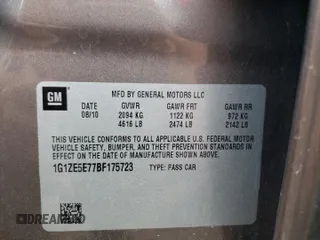 GM
MFD BY GENERAL MOTORS LLC
DATE GVWR GAWR FRT GAWR RR
08/10 2094 KG 1122 KG 972 KG
4616 LB 2474 LB 2142 LB
THIS VEHICLE CONFORMS TO ALL APPLICABLE U.S. FEDERAL MOTOR
VEHICLE SAFETY, BUMPER, AND THEFT PREVENTION STANDARDS IN
EFFECT ON THE DATE OF MANUFACTURE SHOWN ABOVE.
1G1ZE5E77BF175723
TYPE: PASS CAR
DREAMBID.COM